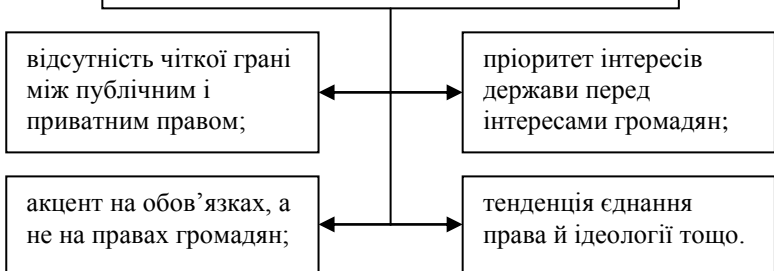 відсутність чіткої грані
між публічним і
приватним правом;
пріоритет інтересів
держави перед
інтересами громадян;
акцент на обов’язках, а
не на правах громадян;
тенденція єднання
права й ідеології тощо.